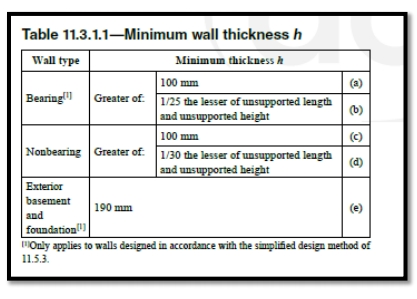 Table 11.3.1.1—Minimum wall thickness h
Wall type Minimum thickness h
Bearing[1] Greater of: 100 mm (a)
1/25 the lesser of unsupported length
and unsupported height (b)
Nonbearing Greater of: 100 mm (c)
1/30 the lesser of unsupported length
and unsupported height (d)
Exterior
basement
and
foundation[1] 190 mm (e)
[1]Only applies to walls designed in accordance with the simplified design method of
11.5.3.